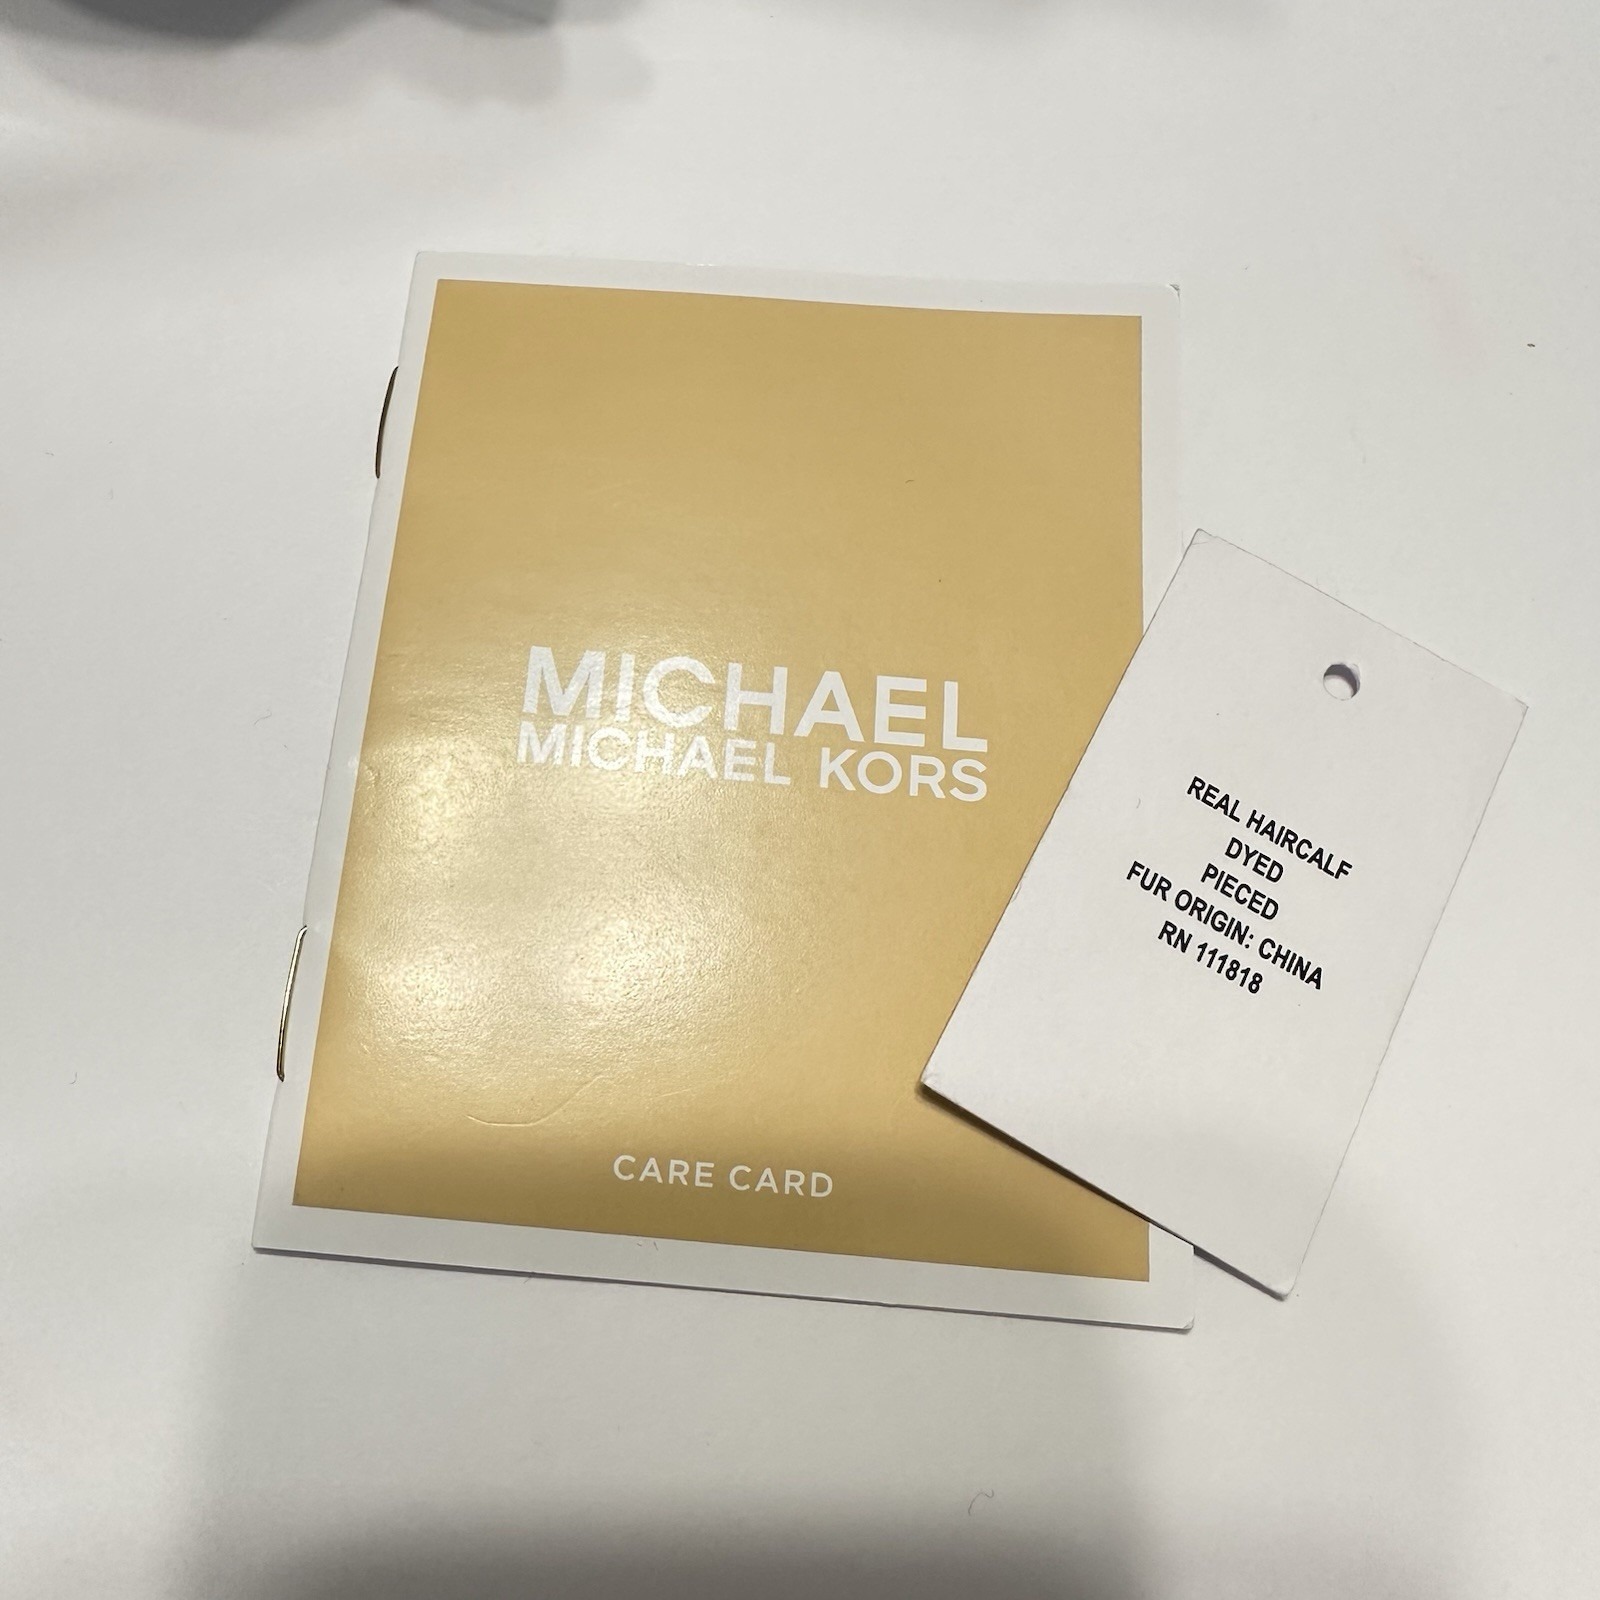 MICHAEL
MICHAEL KORS
CARE CARD
REAL HAIRCALF
DYED
PIECED
FUR ORIGIN: CHINA
RN 111818